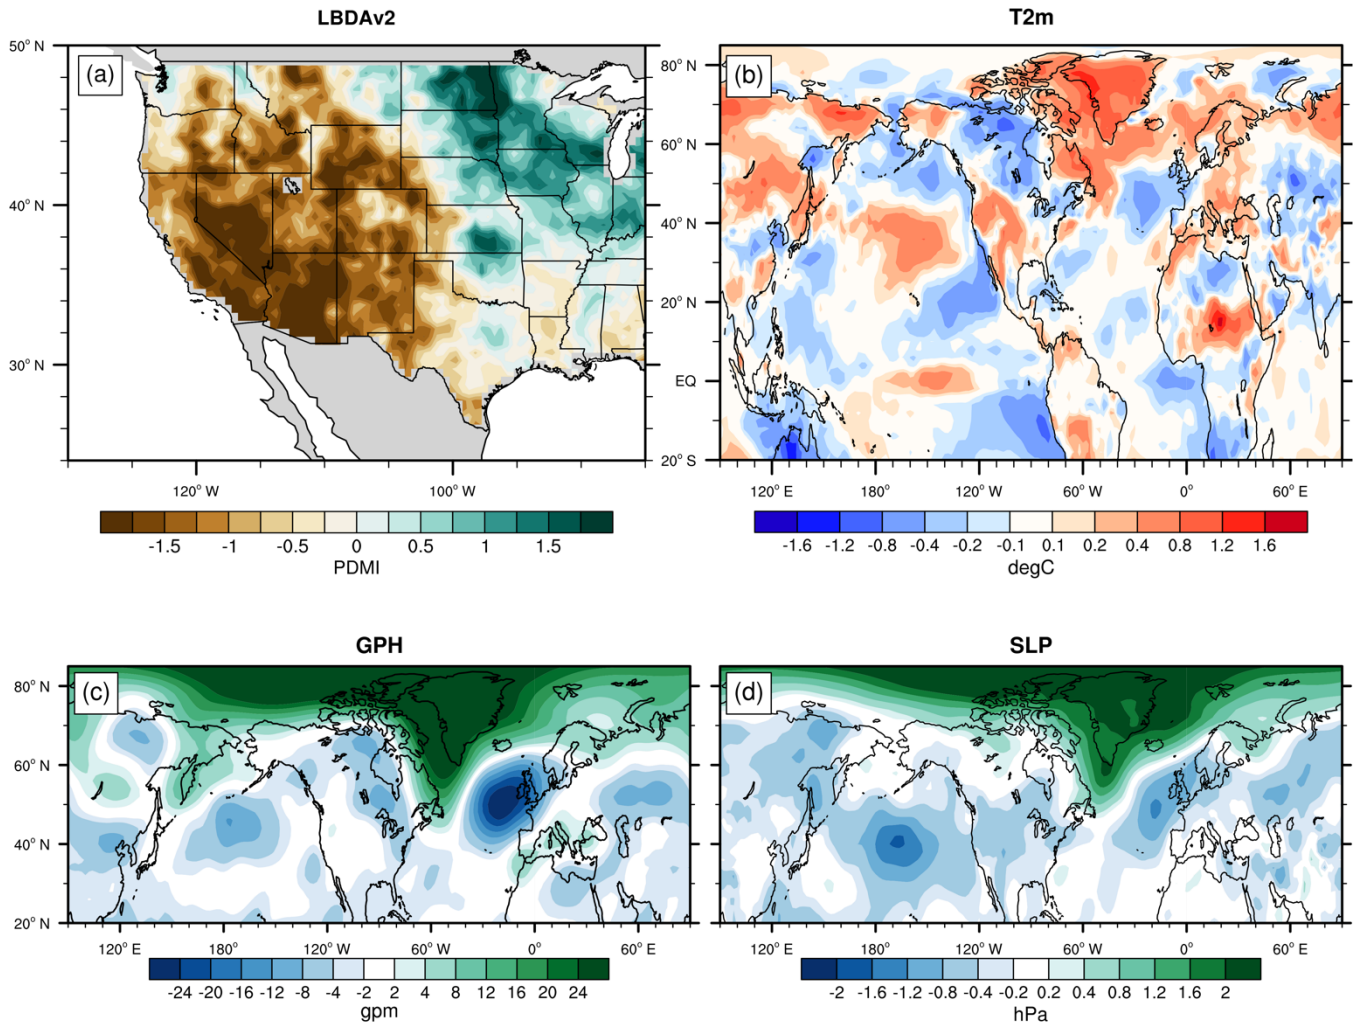 LBDAv2
(a)
50° N
40° N
30° N
120° W
100° W
-1.5
-1
-0.5
0
0.5
1
1.5
PDMI
T2m
(b)
80° N
60° N
40° N
20° N
EQ
20° S
120° E
180°
120° W
60° W
0°
60° E
-1.6
-1.2
-0.8
-0.4
-0.2
-0.1
0.1
0.2
0.4
0.8
1.2
1.6
degC
GPH
(c)
80° N
60° N
40° N
20° N
120° E
180°
120° W
60° W
0°
60° E
-24
-20
-16
-12
-8
-4
-2
2
4
8
12
16
20
24
gpm
SLP
(d)
80° N
60° N
40° N
20° N
120° E
180°
120° W
60° W
0°
60° E
-2
-1.6
-1.2
-0.8
-0.4
-0.2
0.2
0.4
0.8
1.2
1.6
2
hPa